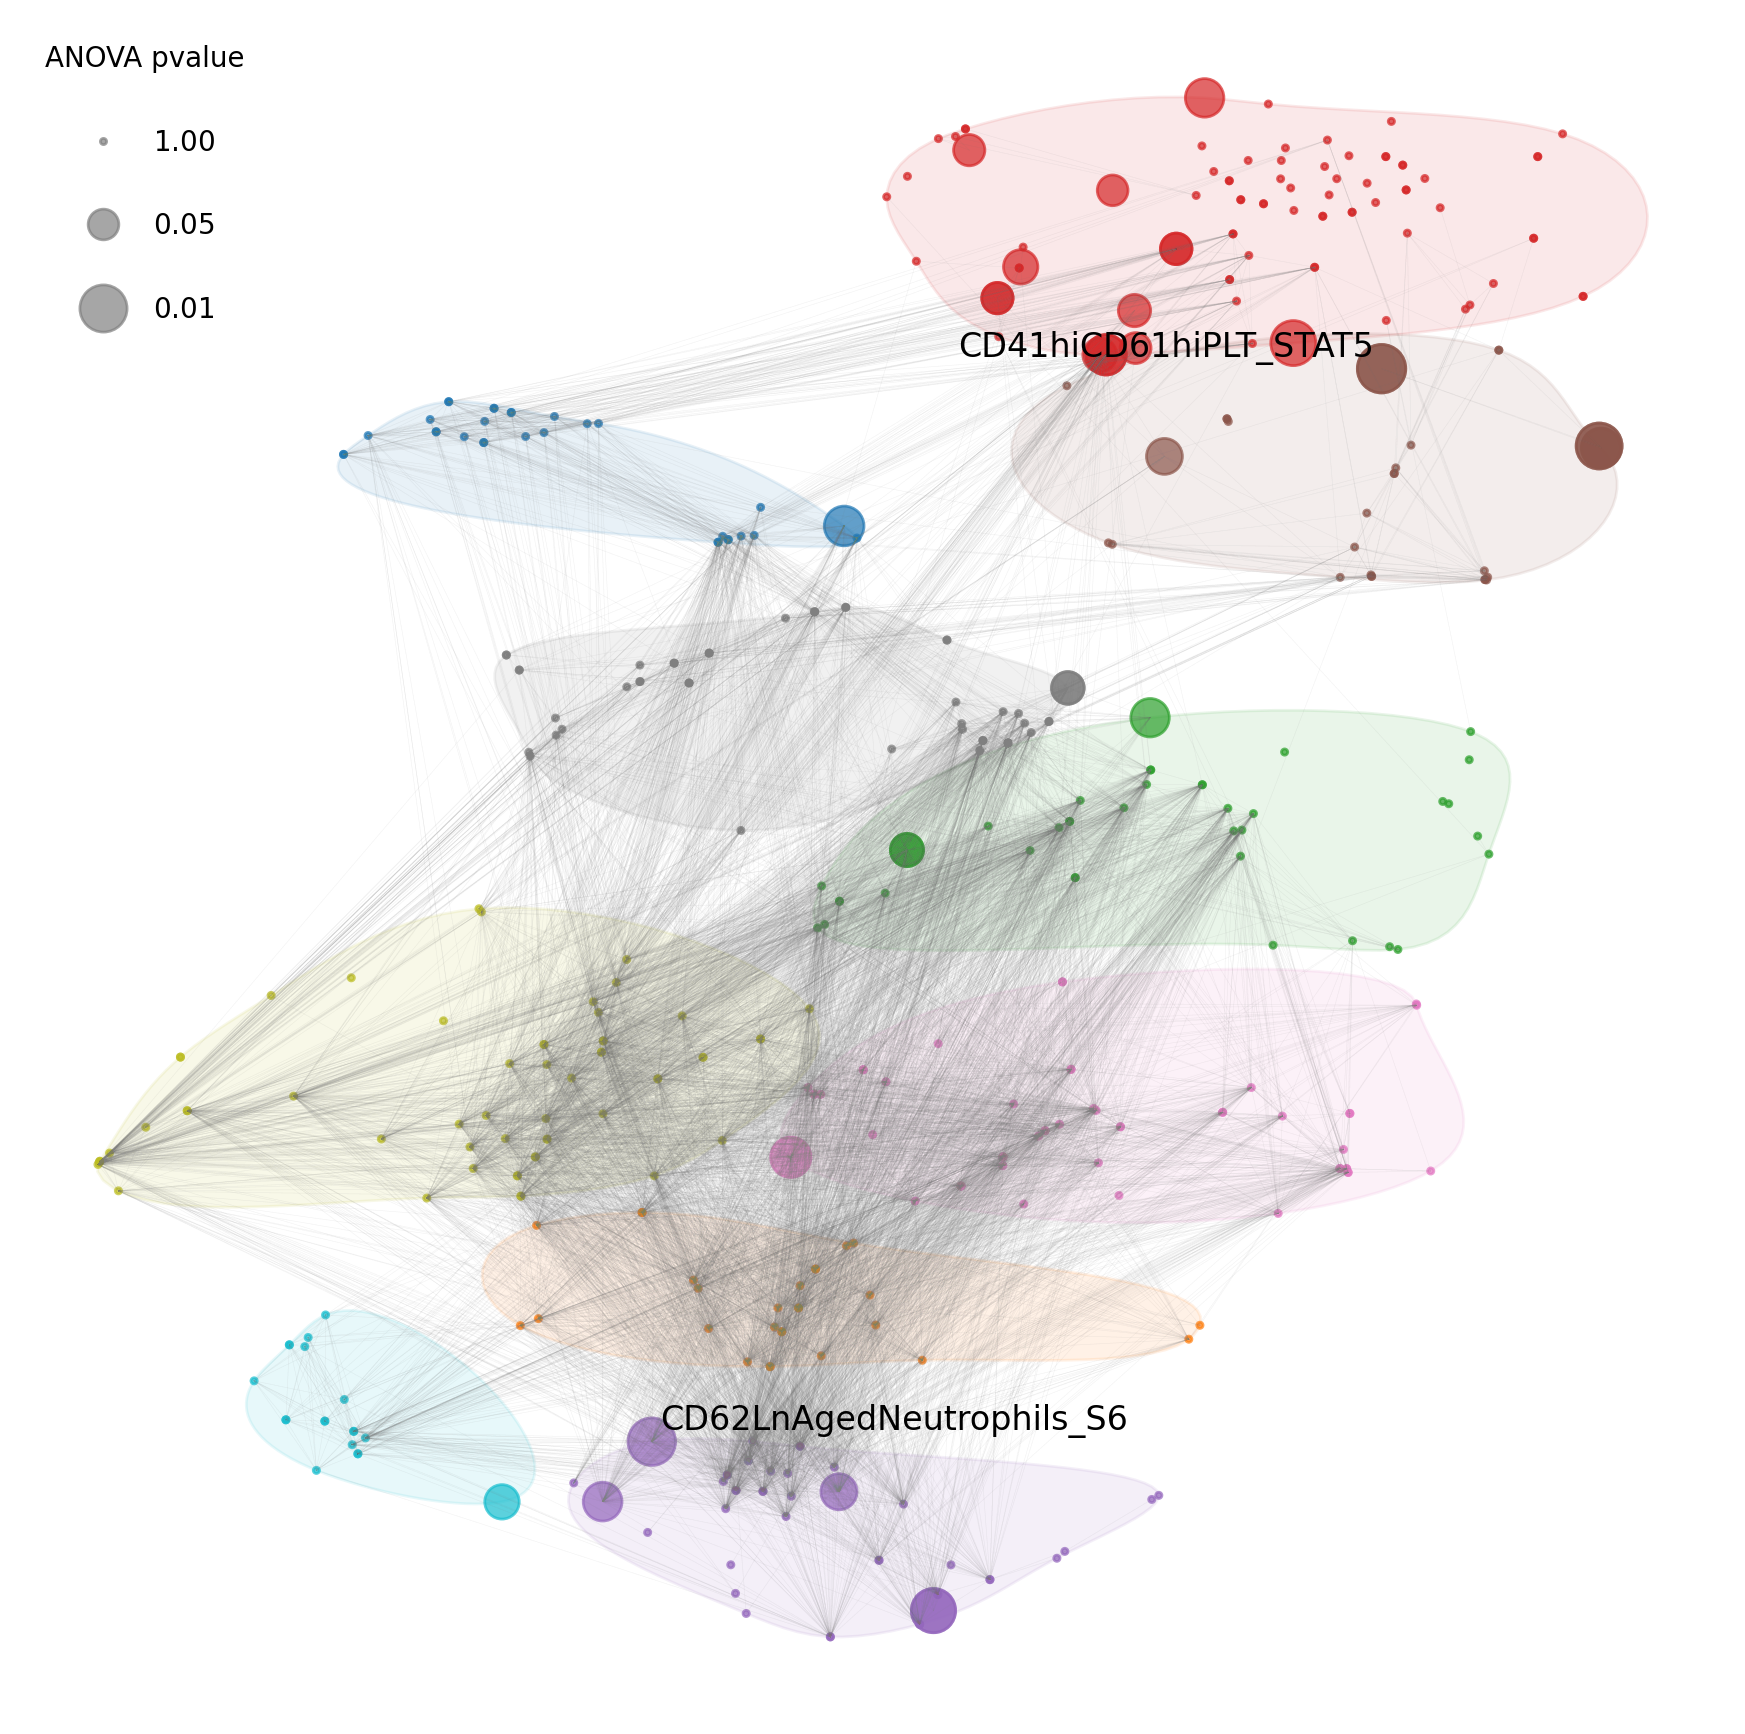 ANOVA pvalue
1.00
0.05
0.01
CD41hiCD61hiPLT_STAT5
CD62LnAgedNeutrophils_S6